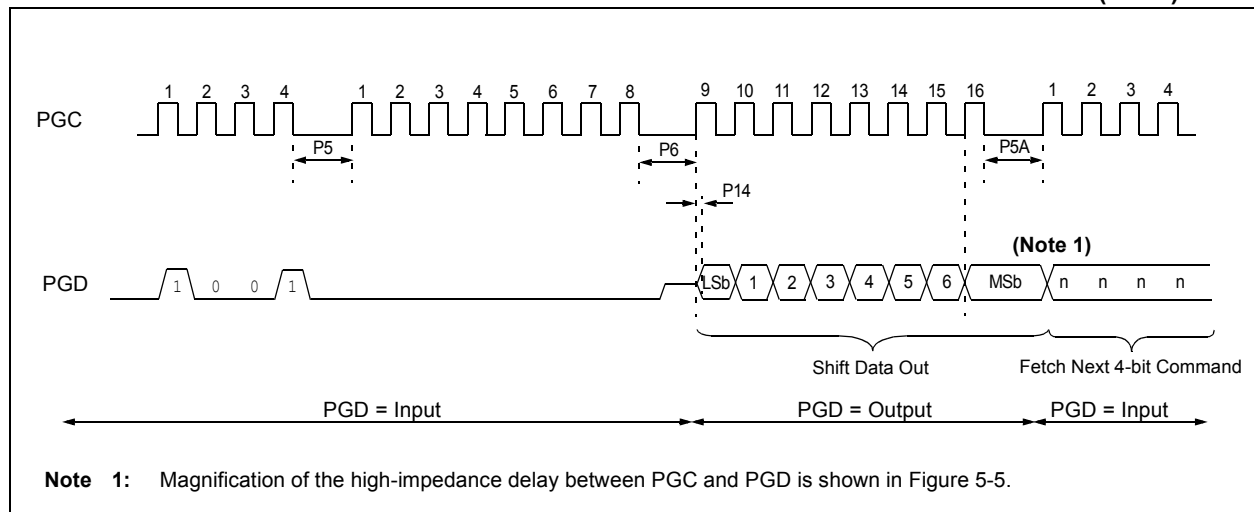 1 2 3 4 1 2 3 4 5 6 7 8 9 10 11 12 13 14 15 16 1 2 3 4
PGC
P5 P6 P5A
P14
(Note 1)
PGD 1 0 0 1 LSb 1 2 3 4 5 6 MSb n n n n
Shift Data Out Fetch Next 4-bit Command
PGD = Input PGD = Output PGD = Input
Note 1: Magnification of the high-impedance delay between PGC and PGD is shown in Figure 5-5.